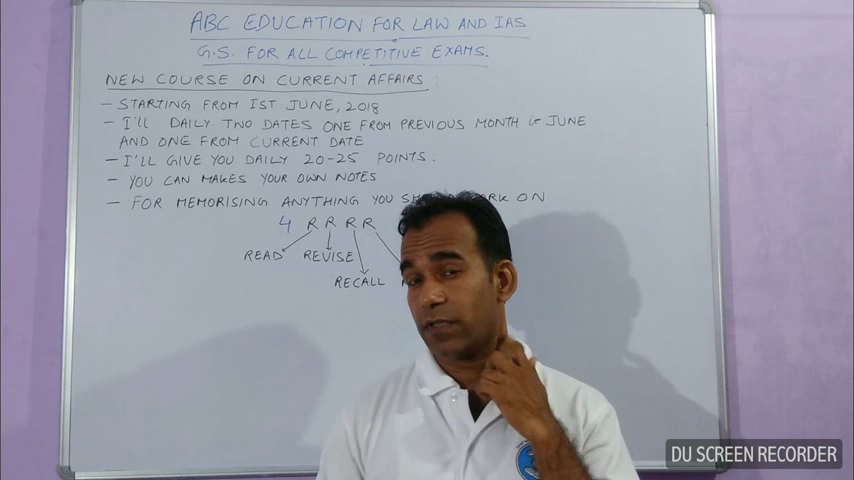 ABC EDUCATION FOR LAW AND IAS
G.S. FOR ALL COMPETITIVE EXAMS.
NEW COURSE ON CURRENT AFFAIRS :
- STARTING FROM IST JUNE, 2018
- I'LL DAILY TWO DATES ONE FROM PREVIOUS MONTH ie JUNE
AND ONE FROM CURRENT DATE
- I'LL GIVE YOU DAILY 20-25 POINTS.
- YOU CAN MAKES YOUR OWN NOTES
- FOR MEMORISING ANYTHING YOU ON
4 R R R R
READ REVISE
RECALL
DU SCREEN RECORDER